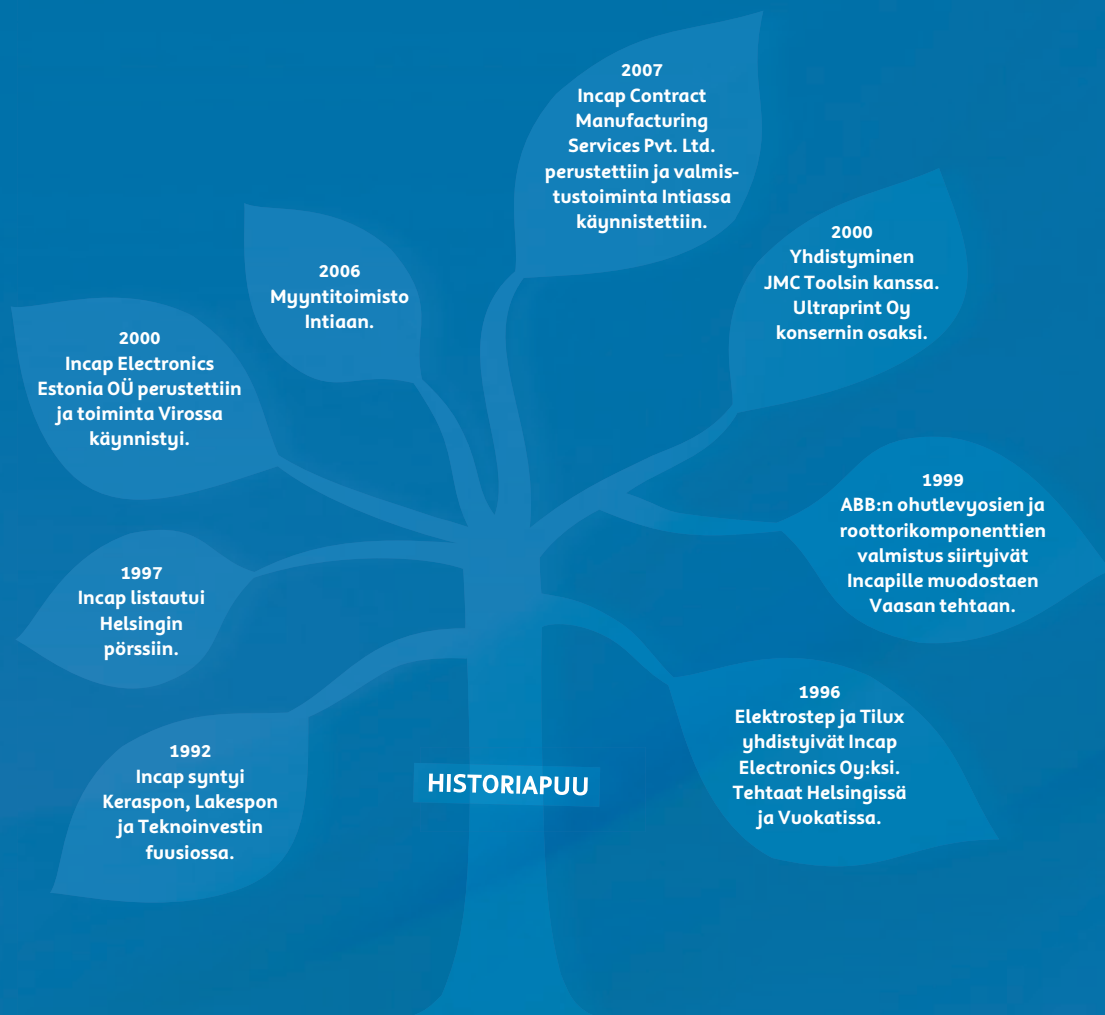 2007
Incap Contract
Manufacturing
Services Pvt. Ltd.
perustettiin ja valmis-
tustoiminta Intiassa
käynnistettiin.
2000
Yhdistyminen
JMC Toolsin kanssa.
Ultraprint Oy
konsernin osaksi.
2006
Myyntitoimisto
Intiaan.
2000
Incap Electronics
Estonia OÜ perustettiin
ja toiminta Virossa
käynnistyi.
1999
ABB:n ohutlevyosien ja
roottorikomponenttien
valmistus siirtyivät
Incapille muodostaen
Vaasan tehtaan.
1997
Incap listautui
Helsingin
pörssiin.
1996
Elektrostep ja Tilux
yhdistyivät Incap
Electronics Oy:ksi.
Tehtaat Helsingissä
ja Vuokatissa.
1992
Incap syntyi
Keraspon, Lakespon
ja Teknoinvestin
fuusiossa.
HISTORIAPUU